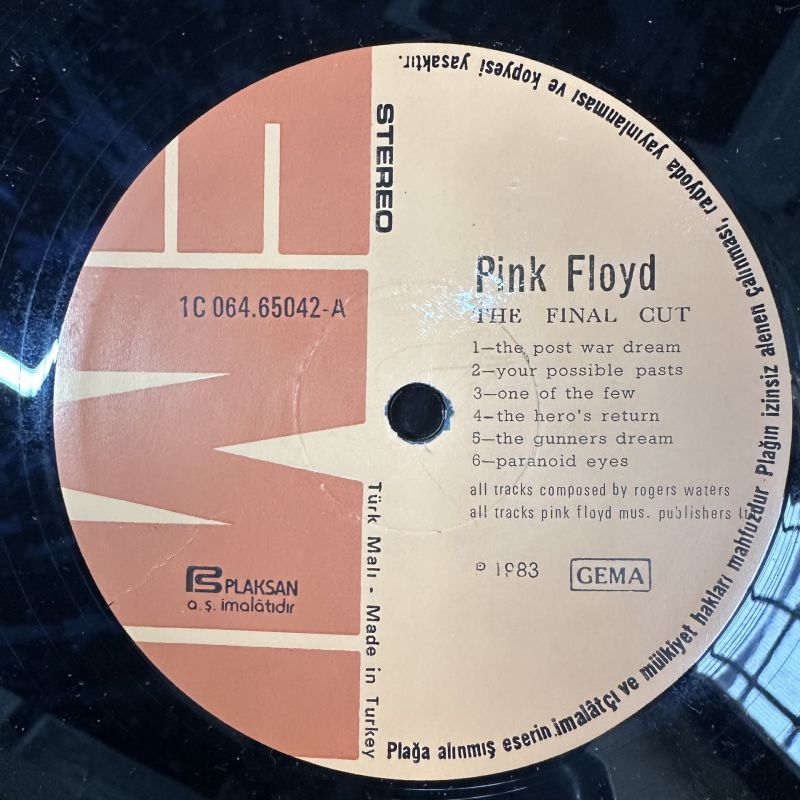 EMI
STEREO
1C 064.65042-A
Pink Floyd
THE FINAL CUT
1—the post war dream
2—your possible pasts
3—one of the few
4—the hero's return
5—the gunners dream
6—paranoid eyes
all tracks composed by rogers waters
all tracks pink floyd mus. publishers
℗ 1983
GEMA
PLAKSAN
a.ş. imalâtıdır
Türk Malı - Made in Turkey
Plağa alınmış eserin.imalâtçı ve mülkiyet hakları mahfuzdur. Plağın izinsiz alenen Çalınması, radyoda yayınlanması ve kopyesi yasaktır.